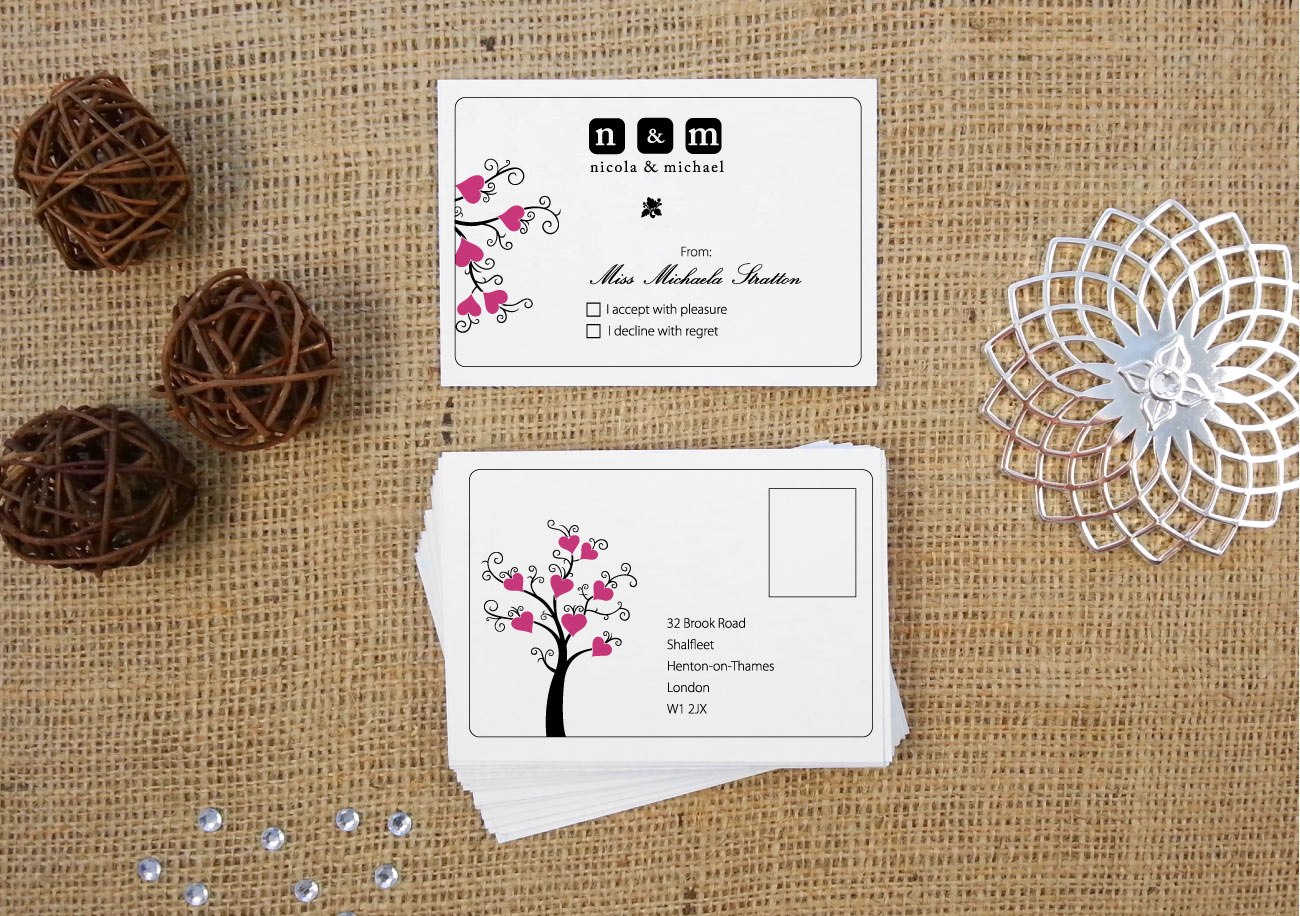 n & m
nicola & michael
From:
Miss Michaela Stratton
I accept with pleasure
I decline with regret
32 Brook Road
Shalfleet
Henton-on-Thames
London
W1 2JX